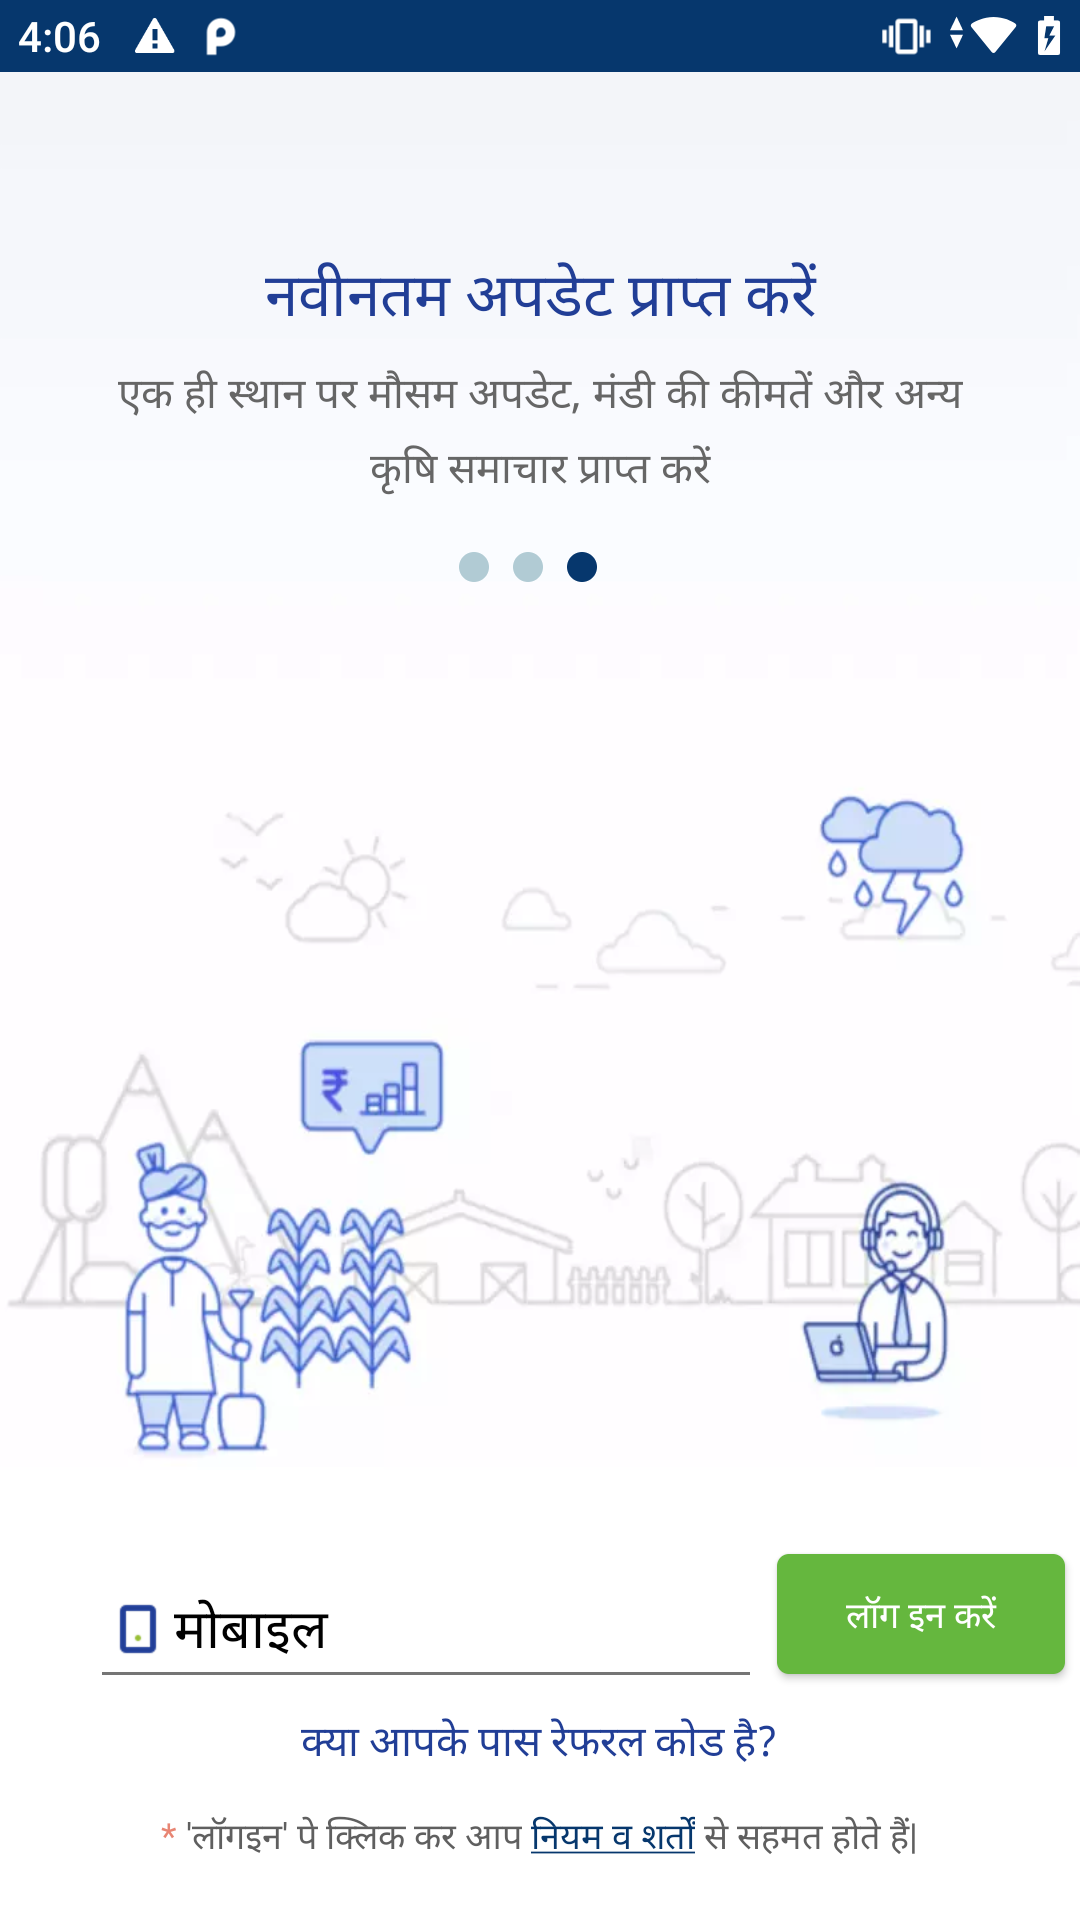 4:06
नवीनतम अपडेट प्राप्त करें
एक ही स्थान पर मौसम अपडेट, मंडी की कीमतें और अन्य
कृषि समाचार प्राप्त करें
₹
मोबाइल
लॉग इन करें
क्या आपके पास रेफरल कोड है?
* 'लॉगइन' पे क्लिक कर आप नियम व शर्तों से सहमत होते हैं|